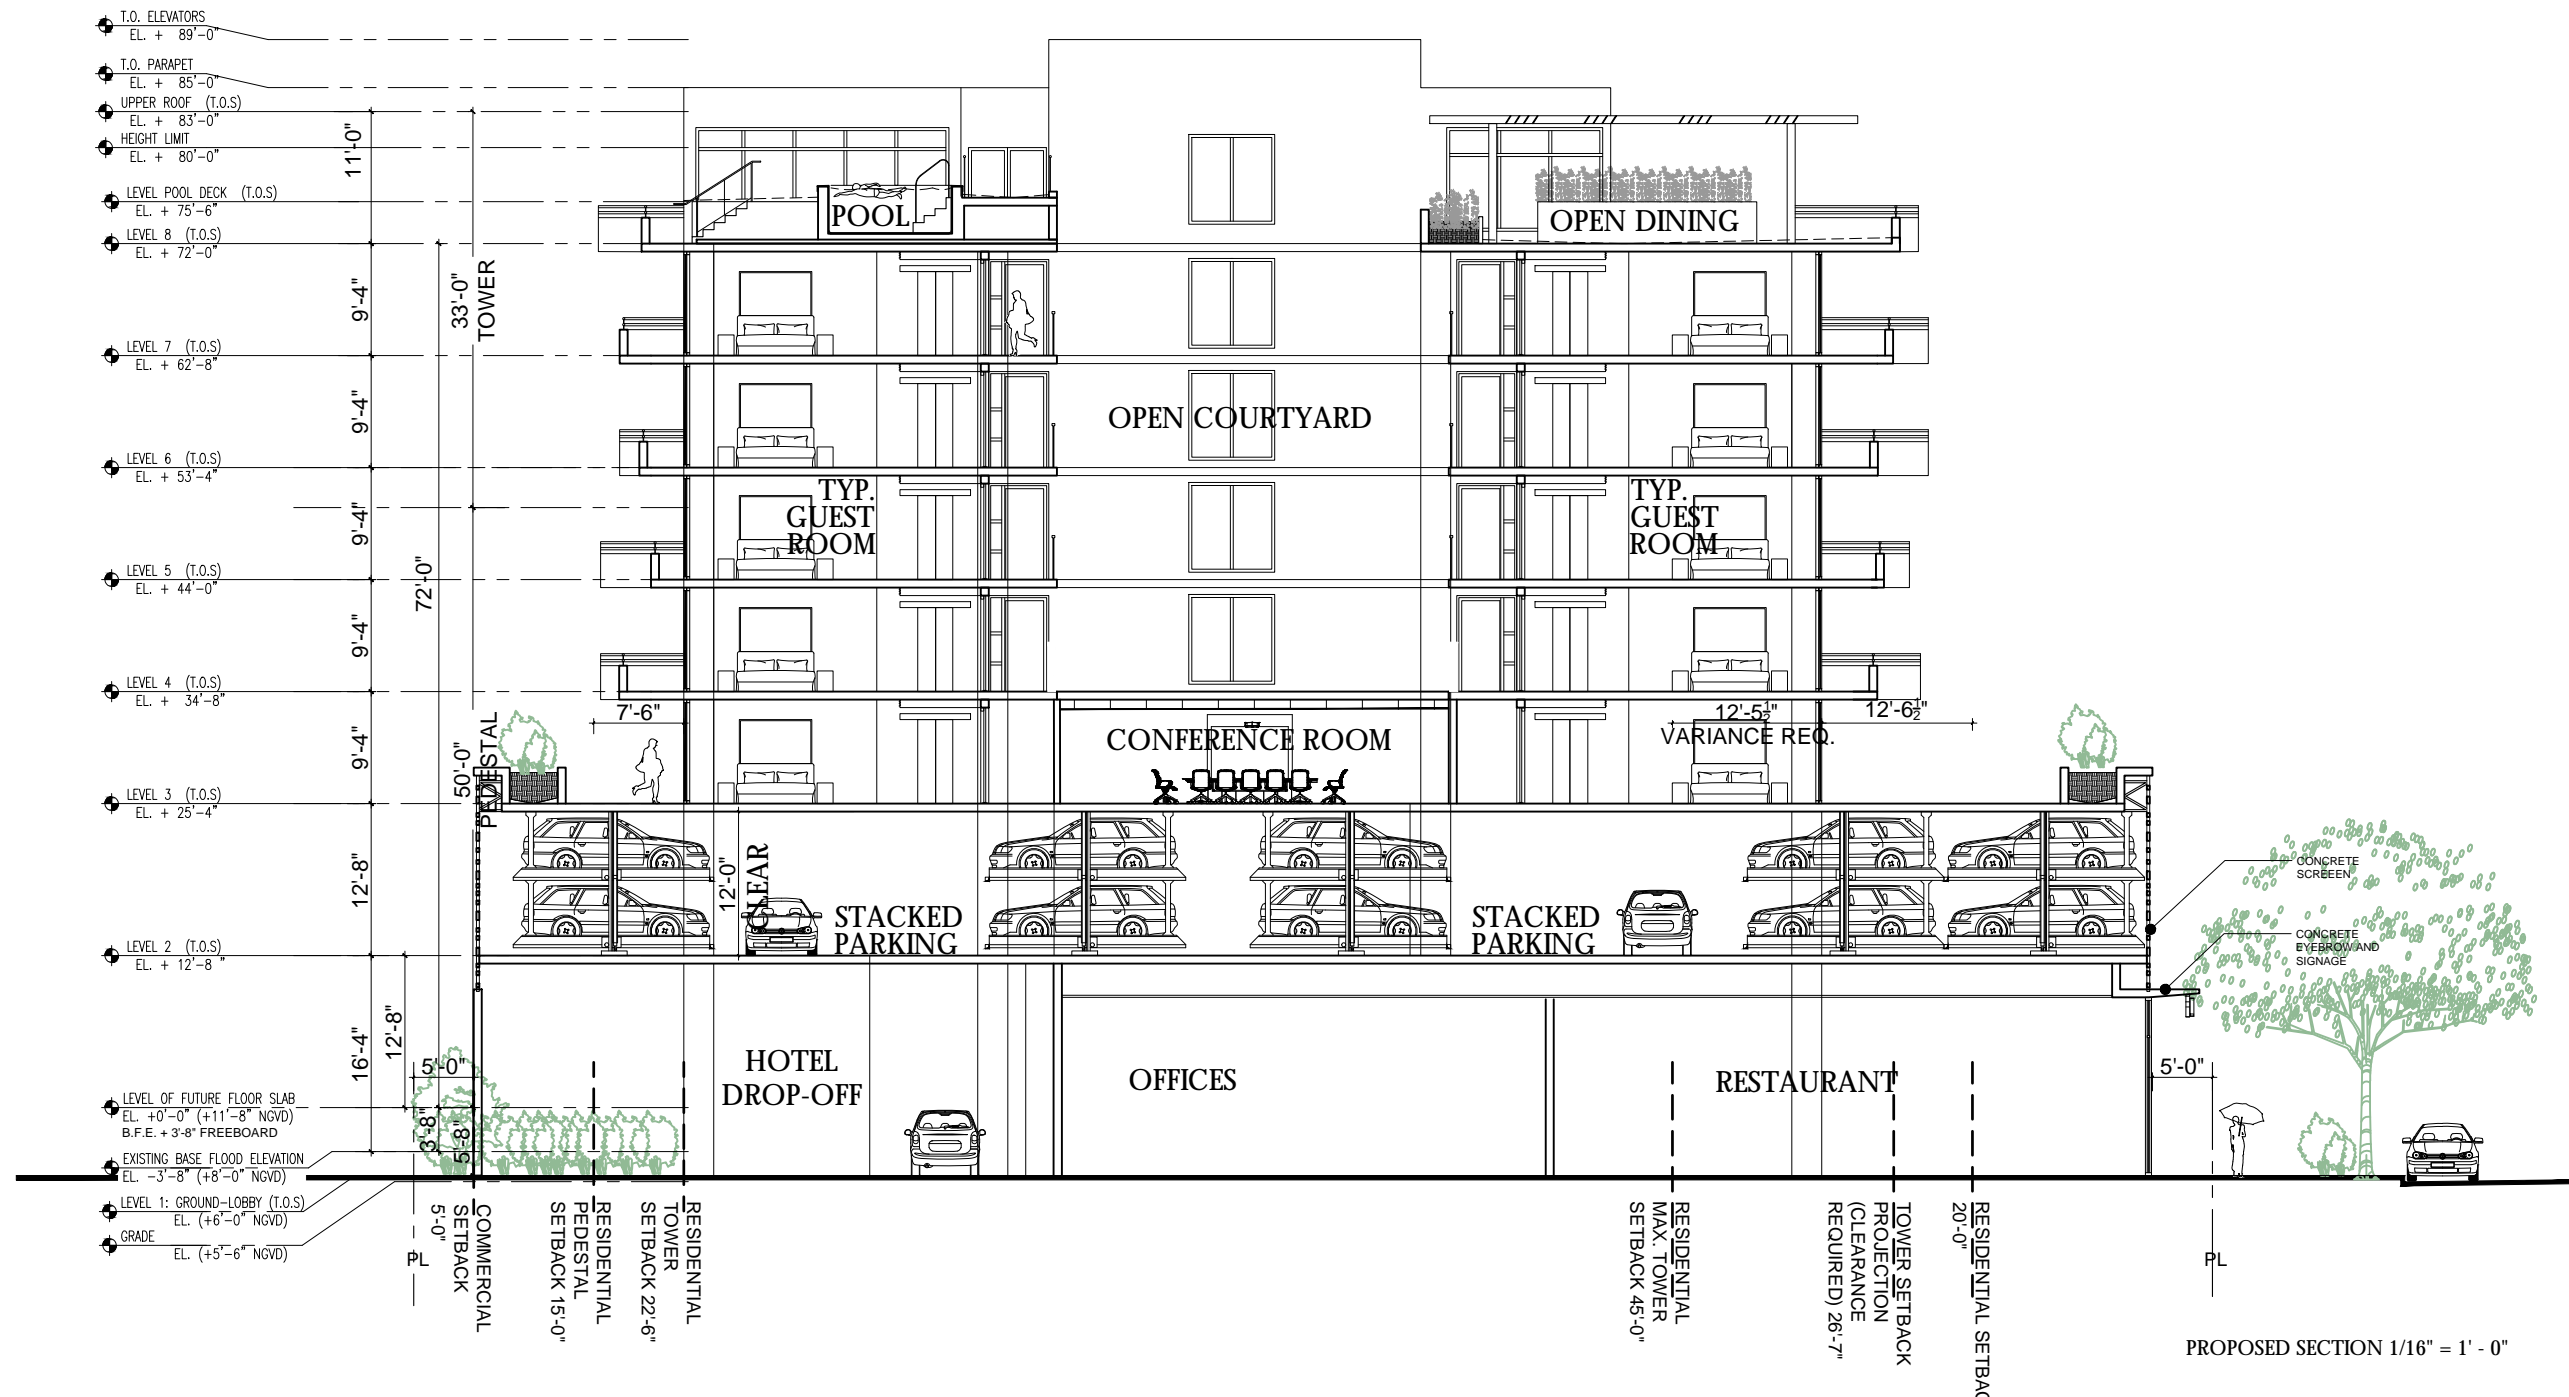 T.O. ELEVATORS
EL. + 89'-0"
T.O. PARAPET
EL. + 85'-0"
UPPER ROOF (T.O.S)
EL. + 83'-0"
HEIGHT LIMIT
EL. + 80'-0"
LEVEL POOL DECK (T.O.S)
EL. + 75'-6"
LEVEL 8 (T.O.S)
EL. + 72'-0"
LEVEL 7 (T.O.S)
EL. + 62'-8"
LEVEL 6 (T.O.S)
EL. + 53'-4"
LEVEL 5 (T.O.S)
EL. + 44'-0"
LEVEL 4 (T.O.S)
EL. + 34'-8"
LEVEL 3 (T.O.S)
EL. + 25'-4"
LEVEL 2 (T.O.S)
EL. + 12'-8 "
LEVEL OF FUTURE FLOOR SLAB
EL. +0'-0" (+11'-8" NGVD)
B.F.E. + 3'-8" FREEBOARD
EXISTING BASE FLOOD ELEVATION
EL. -3'-8" (+8'-0" NGVD)
LEVEL 1: GROUND-LOBBY (T.O.S)
EL. (+6'-0" NGVD)
GRADE
EL. (+5'-6" NGVD)
11'-0"
9'-4"
9'-4"
9'-4"
9'-4"
9'-4"
12'-8"
16'-4"
12'-8"
72'-0"
33'-0"
TOWER
50'-0"
PEDESTAL
3'-8"
5'-8"
5'-0"
7'-6"
12'-0"
CLEAR
POOL
OPEN DINING
OPEN COURTYARD
TYP.
GUEST
ROOM
TYP.
GUEST
ROOM
CONFERENCE ROOM
12'-5½"
VARIANCE REQ.
12'-6½"
STACKED
PARKING
STACKED
PARKING
CONCRETE
SCREEEN
CONCRETE
EYEBROW AND
SIGNAGE
HOTEL
DROP-OFF
OFFICES
RESTAURANT
5'-0"
PL
COMMERCIAL
SETBACK
5'-0"
RESIDENTIAL
PEDESTAL
SETBACK 15'-0"
RESIDENTIAL
TOWER
SETBACK 22'-6"
RESIDENTIAL
MAX. TOWER
SETBACK 45'-0"
TOWER SETBACK
PROJECTION
(CLEARANCE
REQUIRED) 26'-7"
RESIDENTIAL SETBAC
20'-0"
PL
PROPOSED SECTION 1/16" = 1' - 0"